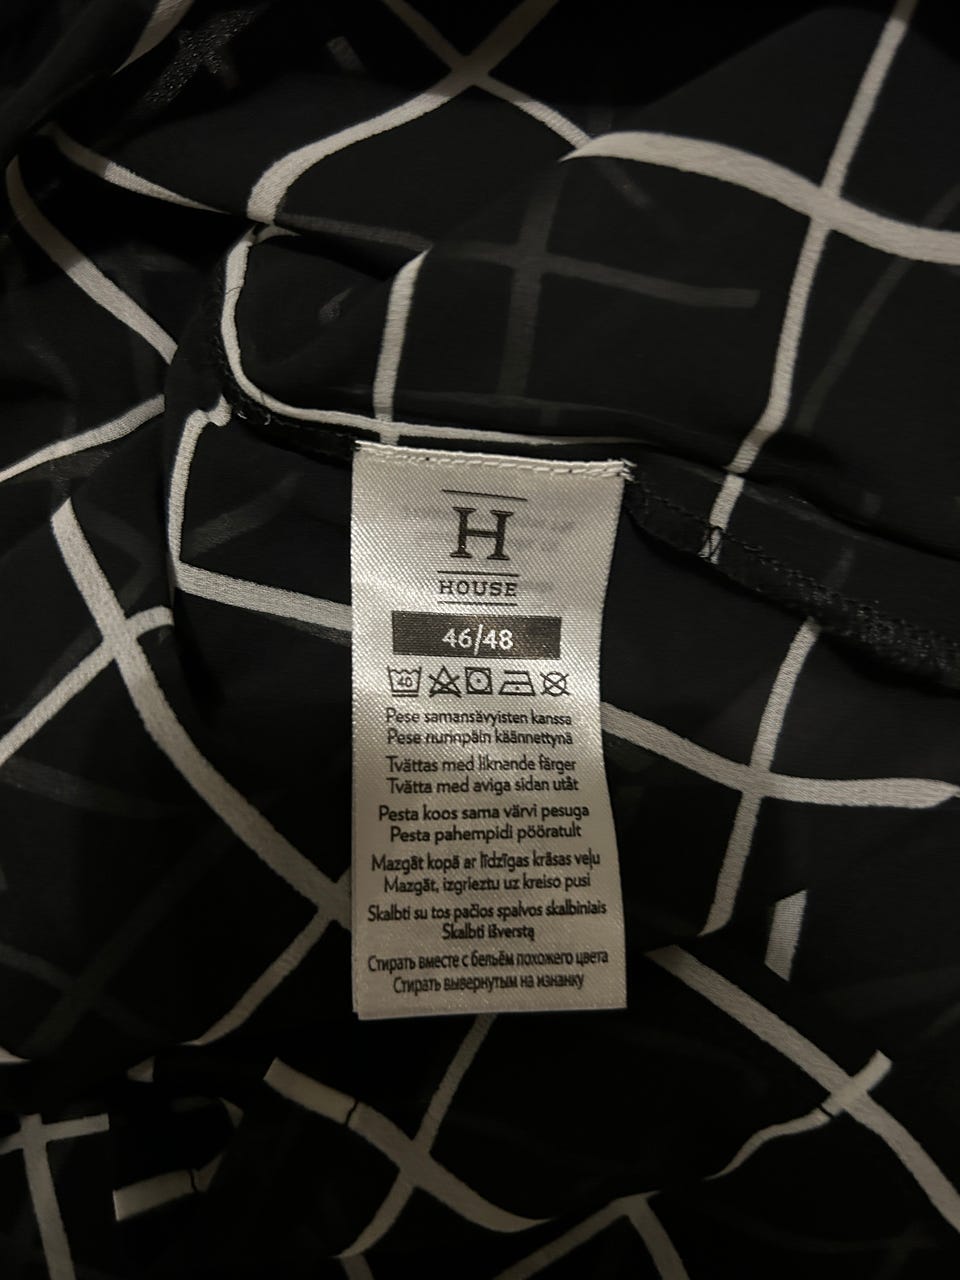 H
HOUSE
46/48
40
Pese samansävyisten kanssa
Pese nurinpäin käännettynä
Tvättas med liknande färger
Tvätta med aviga sidan utåt
Pesta koos sama värvi pesuga
Pesta pahempidi pööratult
Mazgāt kopā ar līdzīgas krāsas veļu
Mazgāt, izgrieztu uz kreiso pusi
Skalbti su tos pačios spalvos skalbiniais
Skalbti išverstą
Стирать вместе с бельём похожего цвета
Стирать вывернутым на изнанку